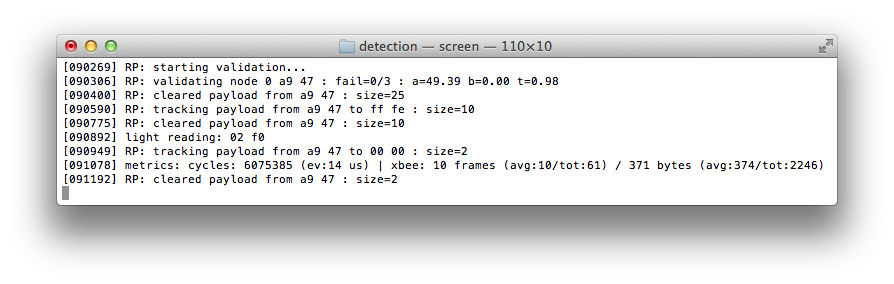 detection — screen — 110×10
[090269] RP: starting validation...
[090306] RP: validating node 0 a9 47 : fail=0/3 : a=49.39 b=0.00 t=0.98
[090400] RP: cleared payload from a9 47 : size=25
[090590] RP: tracking payload from a9 47 to ff fe : size=10
[090775] RP: cleared payload from a9 47 : size=10
[090892] light reading: 02 f0
[090949] RP: tracking payload from a9 47 to 00 00 : size=2
[091078] metrics: cycles: 6075385 (ev:14 us) | xbee: 10 frames (avg:10/tot:61) / 371 bytes (avg:374/tot:2246)
[091192] RP: cleared payload from a9 47 : size=2